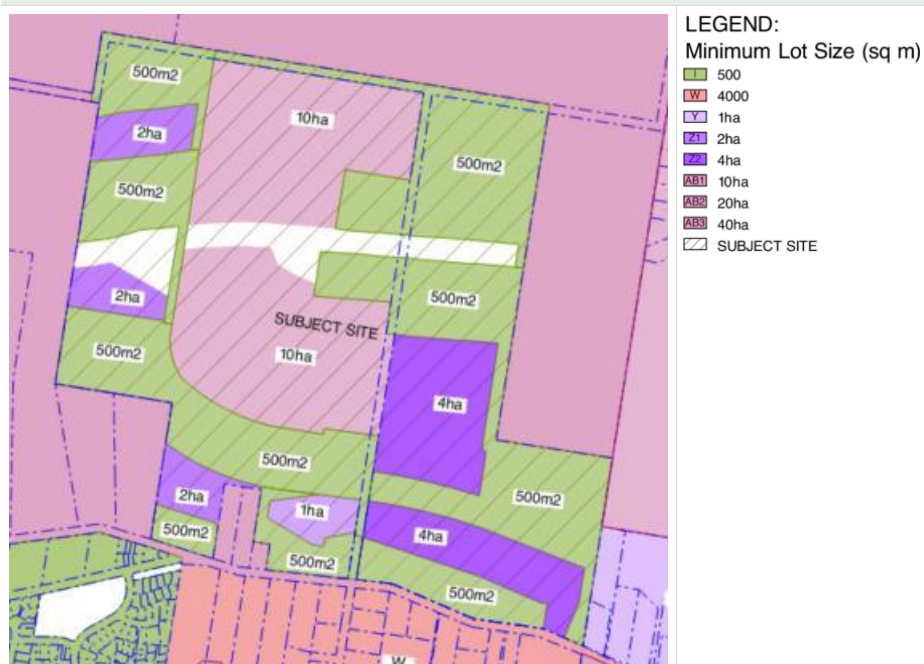 500m2
10ha
2ha
500m2
500m2
2ha
500m2
SUBJECT SITE
500m2
10ha
4ha
500m2
2ha
1ha
500m2
500m2
4ha
500m2
500m2
W
LEGEND:
Minimum Lot Size (sq m)
I 500
W 4000
Y 1ha
Z1 2ha
Z2 4ha
AB1 10ha
AB2 20ha
AB3 40ha
SUBJECT SITE